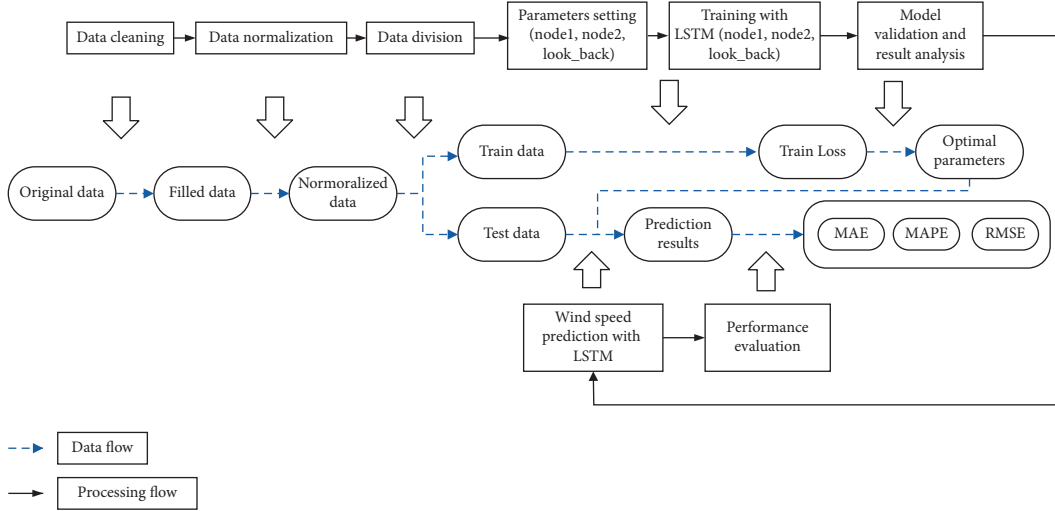 Data cleaning
Data normalization
Data division
Parameters setting
(node1, node2,
look_back)
Training with
LSTM (node1, node2,
look_back)
Model
validation and
result analysis
Original data
Filled data
Normoralized
data
Train data
Train Loss
Optimal
parameters
Test data
Prediction
results
MAE
MAPE
RMSE
Wind speed
prediction with
LSTM
Performance
evaluation
Data flow
Processing flow